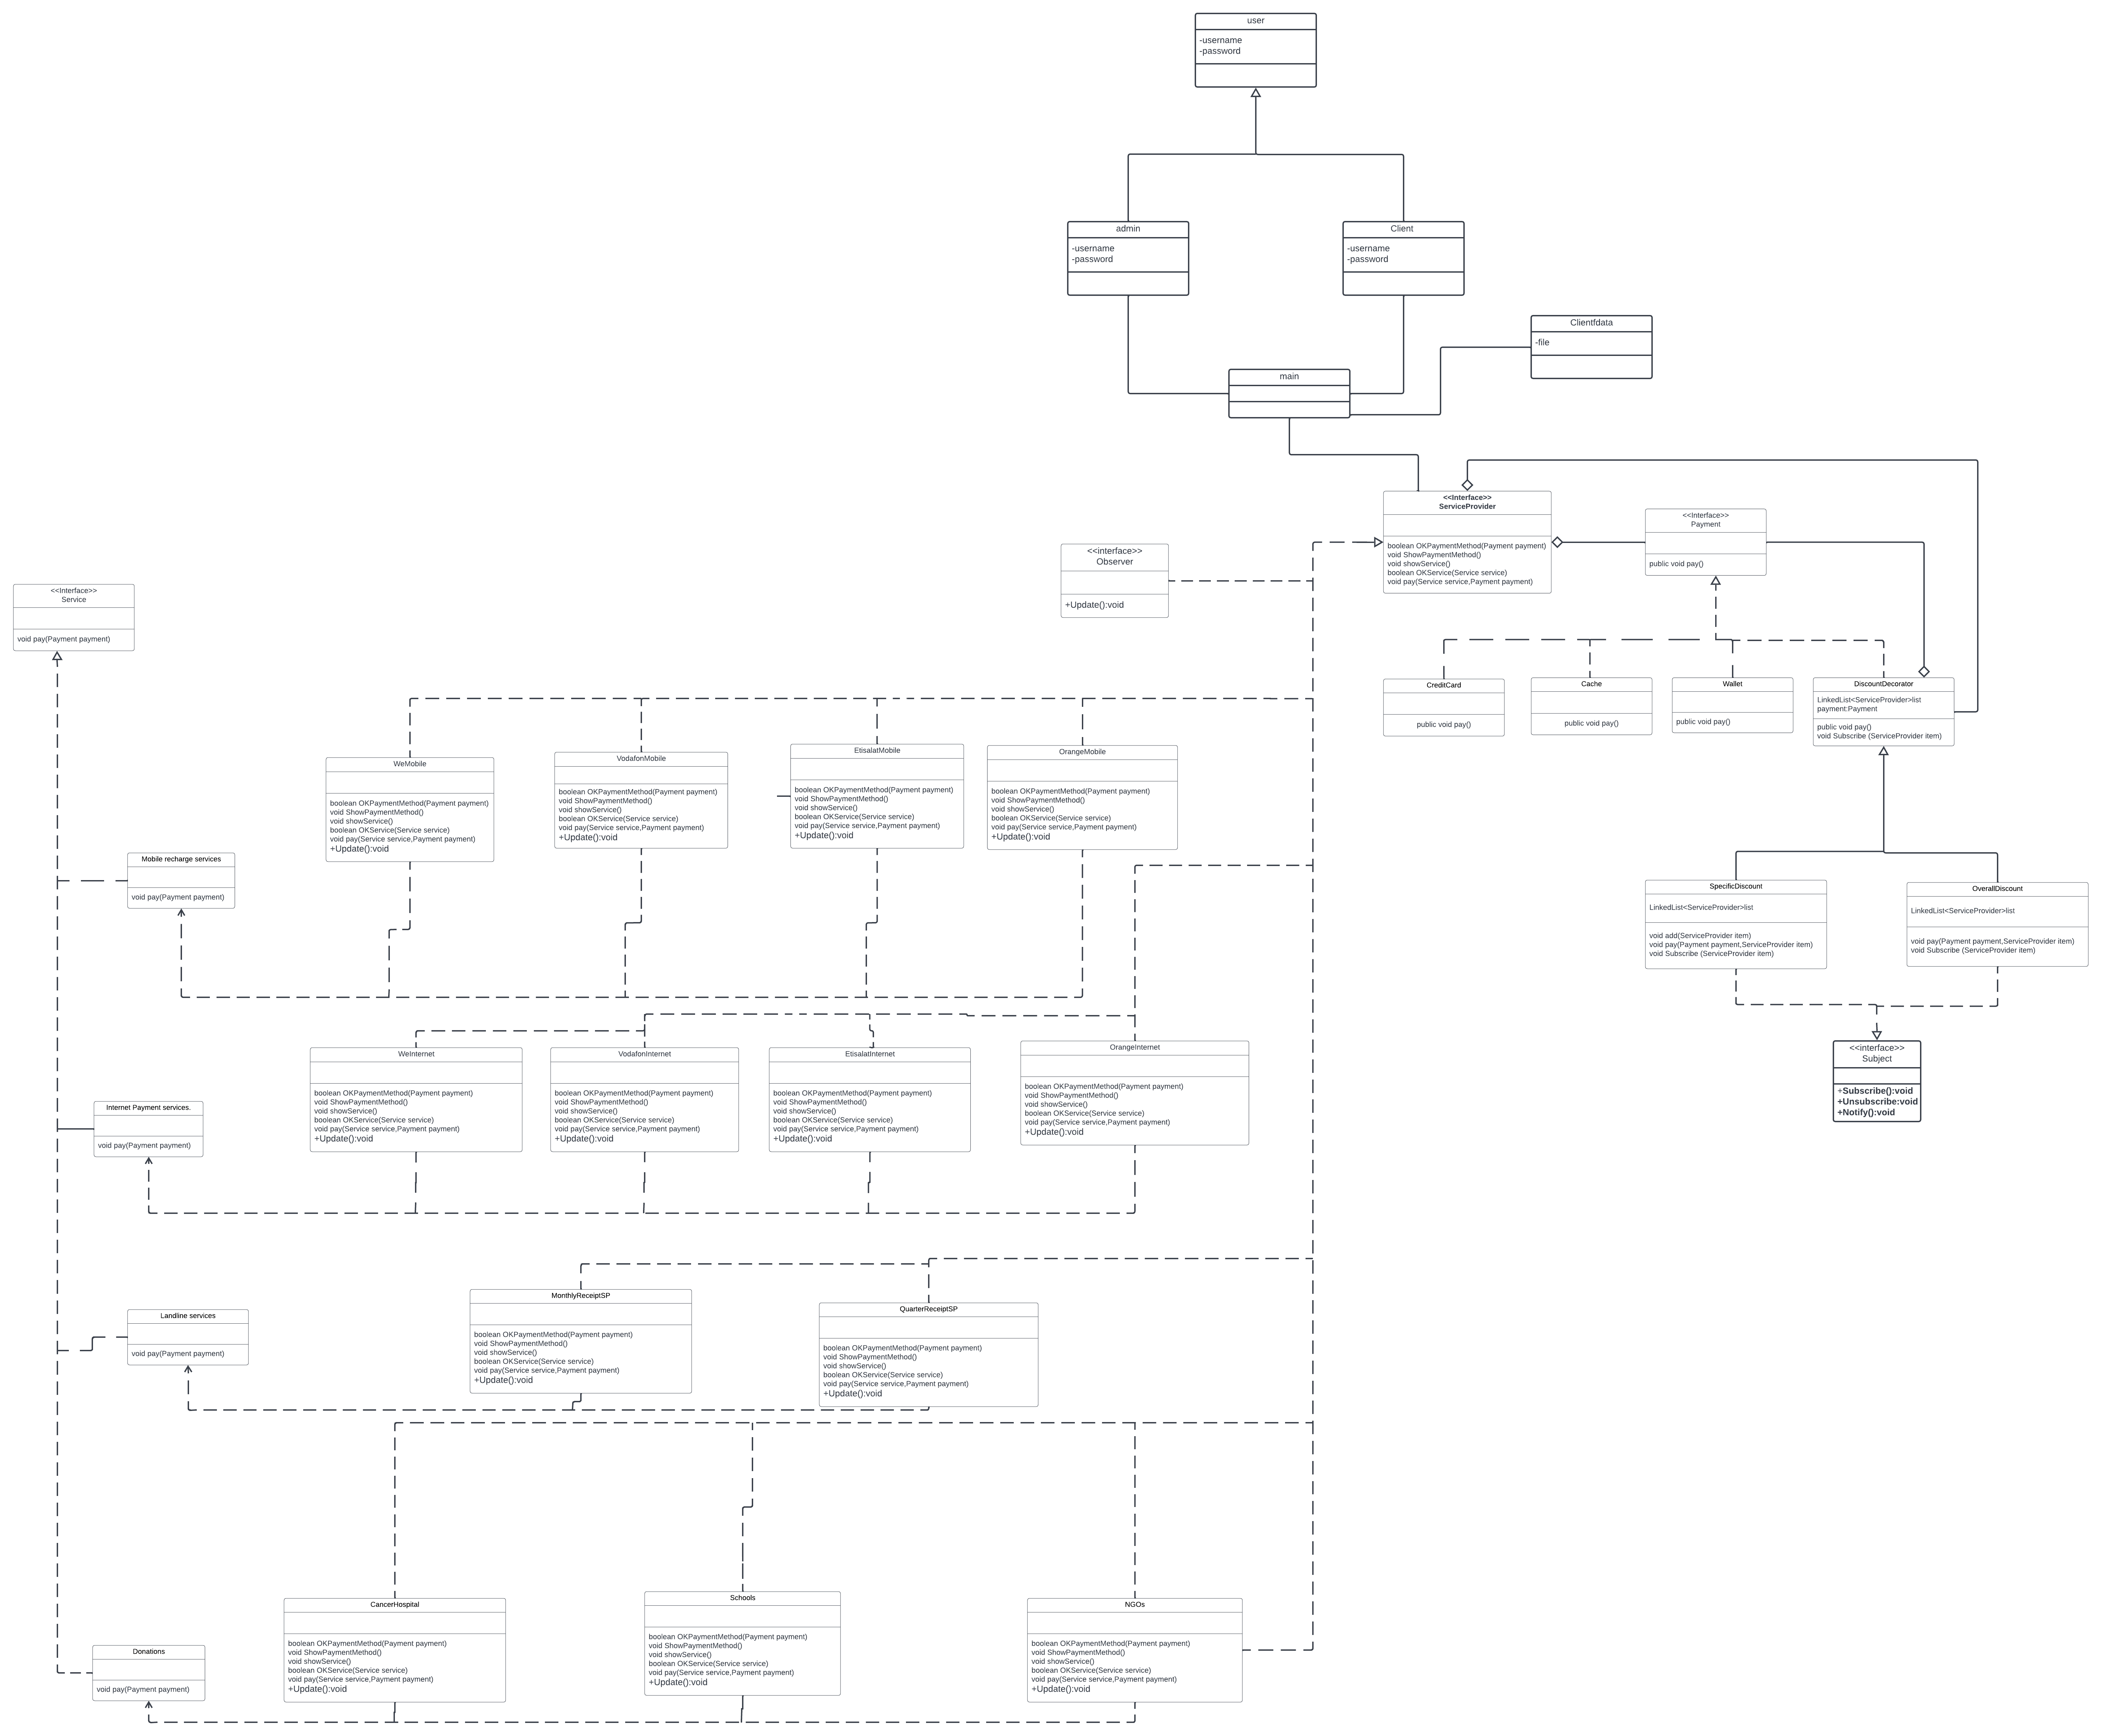 user
-username
-password
admin
-username
-password
Client
-username
-password
Clientfdata
-file
main
<<Interface>>
ServiceProvider
boolean OKPaymentMethod(Payment payment)
void ShowPaymentMethod()
void showService()
boolean OKService(Service service)
void pay(Service service,Payment payment)
<<Interface>>
Payment
public void pay()
<<interface>>
Observer
+Update():void
<<Interface>>
Service
void pay(Payment payment)
CreditCard
public void pay()
Cache
public void pay()
Wallet
public void pay()
DiscountDecorator
LinkedList<ServiceProvider>list
payment:Payment
public void pay()
void Subscribe (ServiceProvider item)
WeMobile
boolean OKPaymentMethod(Payment payment)
void ShowPaymentMethod()
void showService()
boolean OKService(Service service)
void pay(Service service,Payment payment)
+Update():void
VodafonMobile
boolean OKPaymentMethod(Payment payment)
void ShowPaymentMethod()
void showService()
boolean OKService(Service service)
void pay(Service service,Payment payment)
+Update():void
EtisalatMobile
boolean OKPaymentMethod(Payment payment)
void ShowPaymentMethod()
void showService()
boolean OKService(Service service)
void pay(Service service,Payment payment)
+Update():void
OrangeMobile
boolean OKPaymentMethod(Payment payment)
void ShowPaymentMethod()
void showService()
boolean OKService(Service service)
void pay(Service service,Payment payment)
+Update():void
Mobile recharge services
void pay(Payment payment)
SpecificDiscount
LinkedList<ServiceProvider>list
void add(ServiceProvider item)
void pay(Payment payment,ServiceProvider item)
void Subscribe (ServiceProvider item)
OverallDiscount
LinkedList<ServiceProvider>list
void pay(Payment payment,ServiceProvider item)
void Subscribe (ServiceProvider item)
<<interface>>
Subject
+Subscribe():void
+Unsubscribe:void
+Notify():void
WeInternet
boolean OKPaymentMethod(Payment payment)
void ShowPaymentMethod()
void showService()
boolean OKService(Service service)
void pay(Service service,Payment payment)
+Update():void
VodafonInternet
boolean OKPaymentMethod(Payment payment)
void ShowPaymentMethod()
void showService()
boolean OKService(Service service)
void pay(Service service,Payment payment)
+Update():void
EtisalatInternet
boolean OKPaymentMethod(Payment payment)
void ShowPaymentMethod()
void showService()
boolean OKService(Service service)
void pay(Service service,Payment payment)
+Update():void
OrangeInternet
boolean OKPaymentMethod(Payment payment)
void ShowPaymentMethod()
void showService()
boolean OKService(Service service)
void pay(Service service,Payment payment)
+Update():void
Internet Payment services.
void pay(Payment payment)
MonthlyReceiptSP
boolean OKPaymentMethod(Payment payment)
void ShowPaymentMethod()
void showService()
boolean OKService(Service service)
void pay(Service service,Payment payment)
+Update():void
QuarterReceiptSP
boolean OKPaymentMethod(Payment payment)
void ShowPaymentMethod()
void showService()
boolean OKService(Service service)
void pay(Service service,Payment payment)
+Update():void
Landline services
void pay(Payment payment)
CancerHospital
boolean OKPaymentMethod(Payment payment)
void ShowPaymentMethod()
void showService()
boolean OKService(Service service)
void pay(Service service,Payment payment)
+Update():void
Schools
boolean OKPaymentMethod(Payment payment)
void ShowPaymentMethod()
void showService()
boolean OKService(Service service)
void pay(Service service,Payment payment)
+Update():void
NGOs
boolean OKPaymentMethod(Payment payment)
void ShowPaymentMethod()
void showService()
boolean OKService(Service service)
void pay(Service service,Payment payment)
+Update():void
Donations
void pay(Payment payment)